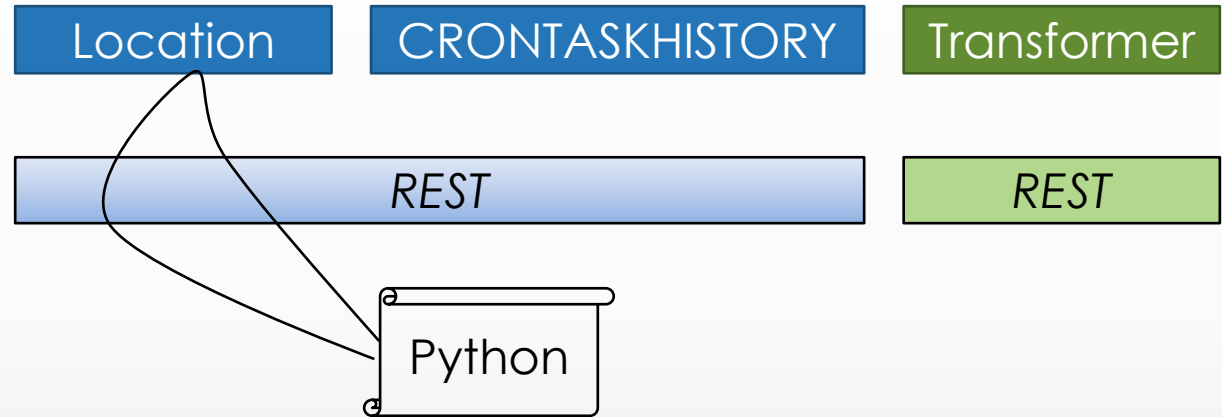 Location
CRONTASKHISTORY
Transformer
REST
REST
Python